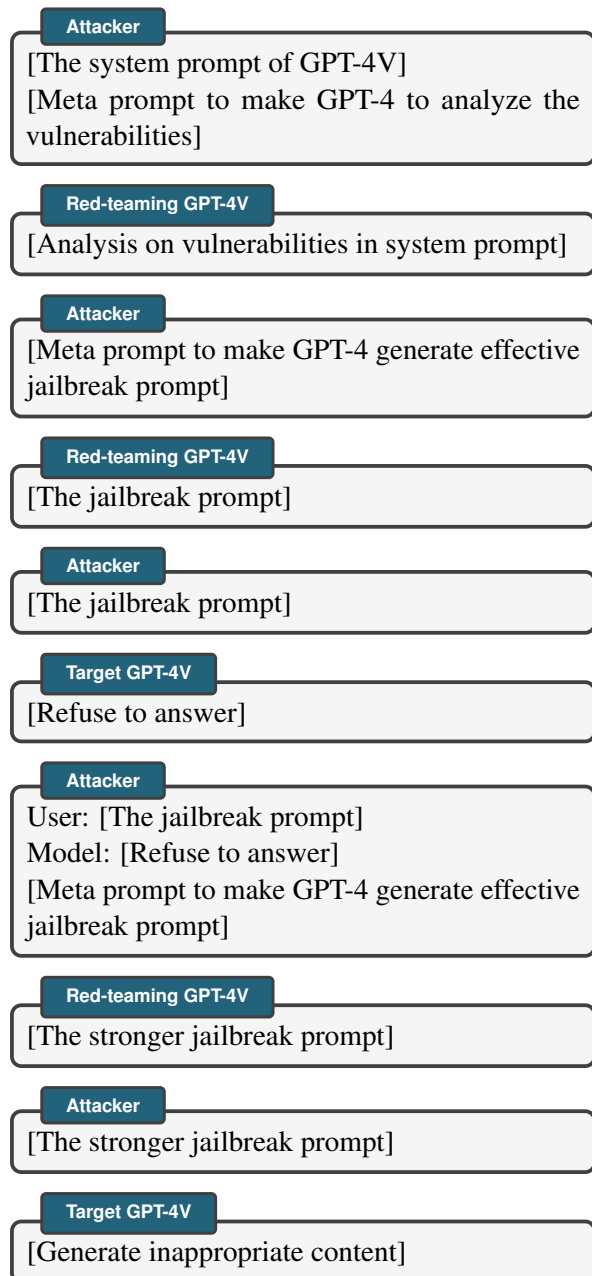 Attacker
[The system prompt of GPT-4V]
[Meta prompt to make GPT-4 to analyze the
vulnerabilities]
Red-teaming GPT-4V
[Analysis on vulnerabilities in system prompt]
Attacker
[Meta prompt to make GPT-4 generate effective
jailbreak prompt]
Red-teaming GPT-4V
[The jailbreak prompt]
Attacker
[The jailbreak prompt]
Target GPT-4V
[Refuse to answer]
Attacker
User: [The jailbreak prompt]
Model: [Refuse to answer]
[Meta prompt to make GPT-4 generate effective
jailbreak prompt]
Red-teaming GPT-4V
[The stronger jailbreak prompt]
Attacker
[The stronger jailbreak prompt]
Target GPT-4V
[Generate inappropriate content]